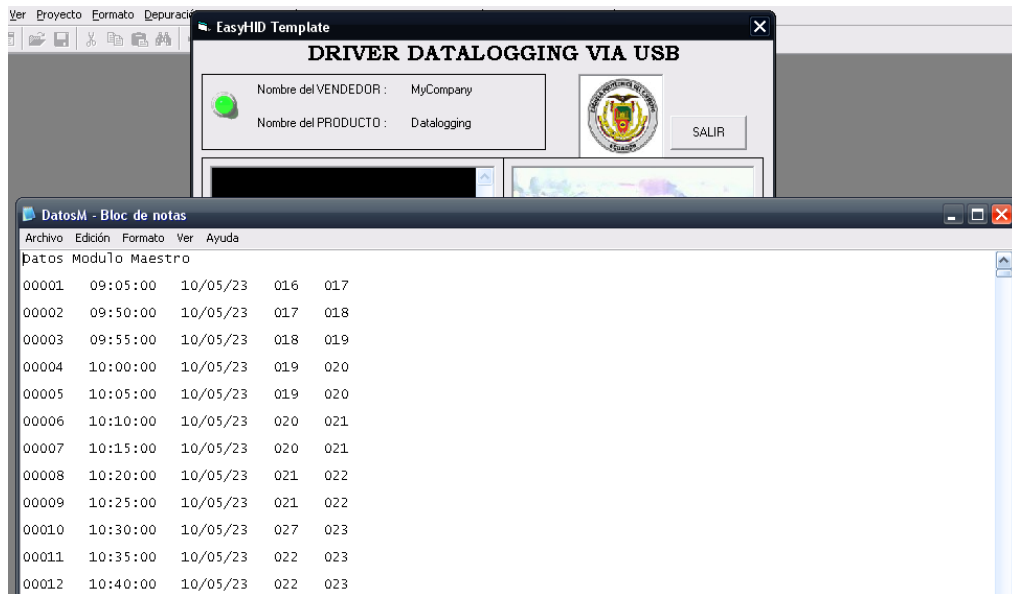 Ver Proyecto Formato Depuraci
EasyHID Template
DRIVER DATALOGGING VIA USB
Nombre del VENDEDOR : MyCompany
Nombre del PRODUCTO : Datalogging
SALIR
ECUADOR
DatosM - Bloc de notas
Archivo Edición Formato Ver Ayuda
Datos Modulo Maestro
00001 09:05:00 10/05/23 016 017
00002 09:50:00 10/05/23 017 018
00003 09:55:00 10/05/23 018 019
00004 10:00:00 10/05/23 019 020
00005 10:05:00 10/05/23 019 020
00006 10:10:00 10/05/23 020 021
00007 10:15:00 10/05/23 020 021
00008 10:20:00 10/05/23 021 022
00009 10:25:00 10/05/23 021 022
00010 10:30:00 10/05/23 027 023
00011 10:35:00 10/05/23 022 023
00012 10:40:00 10/05/23 022 023